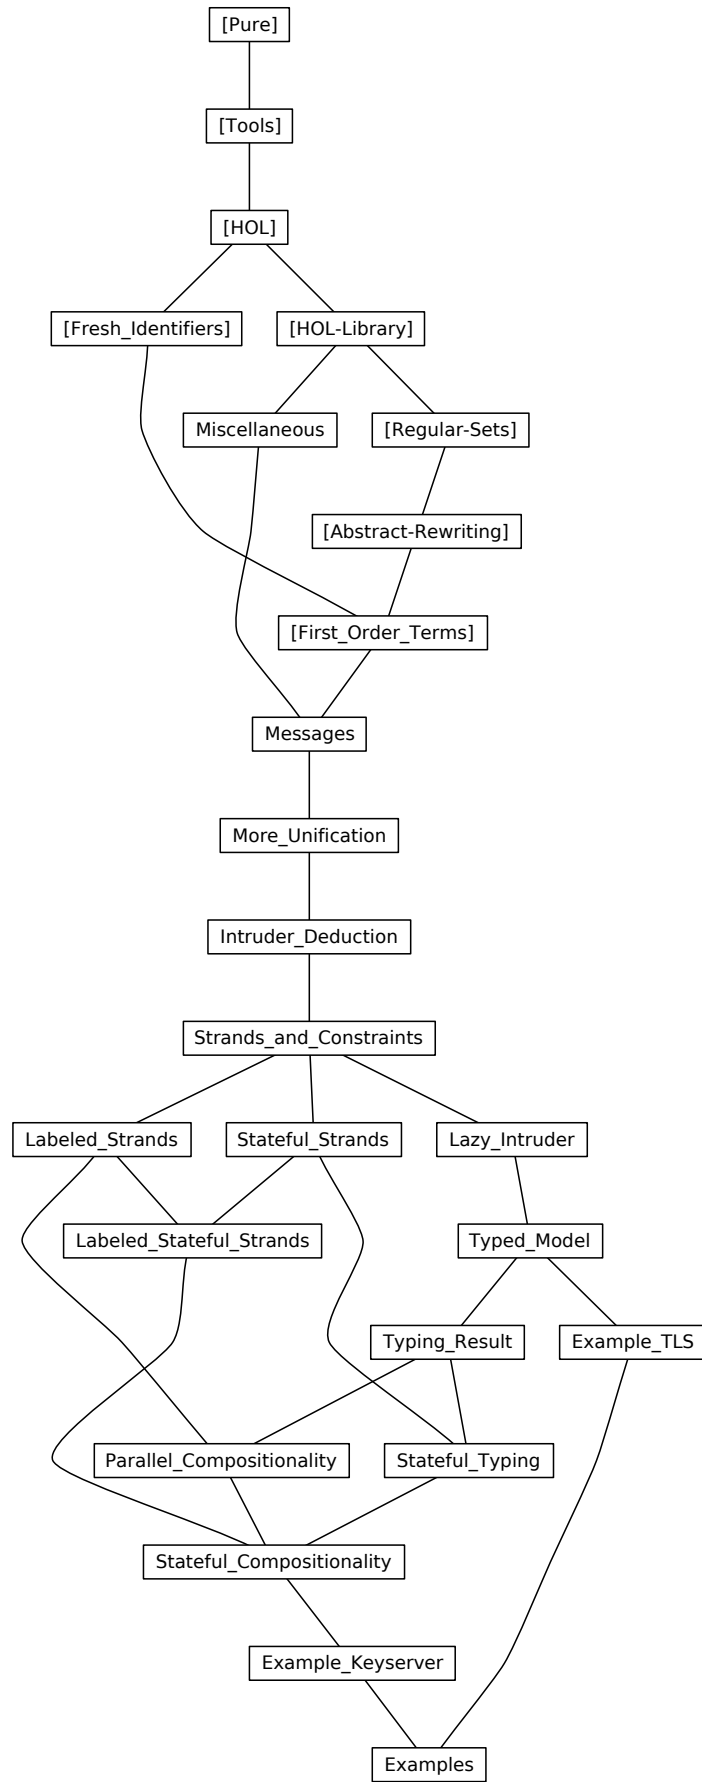 [Pure]
[Tools]
[HOL]
[Fresh_Identifiers]
[HOL-Library]
Miscellaneous
[Regular-Sets]
[Abstract-Rewriting]
[First_Order_Terms]
Messages
More_Unification
Intruder_Deduction
Strands_and_Constraints
Labeled_Strands
Stateful_Strands
Lazy_Intruder
Labeled_Stateful_Strands
Typed_Model
Typing_Result
Example_TLS
Parallel_Compositionality
Stateful_Typing
Stateful_Compositionality
Example_Keyserver
Examples